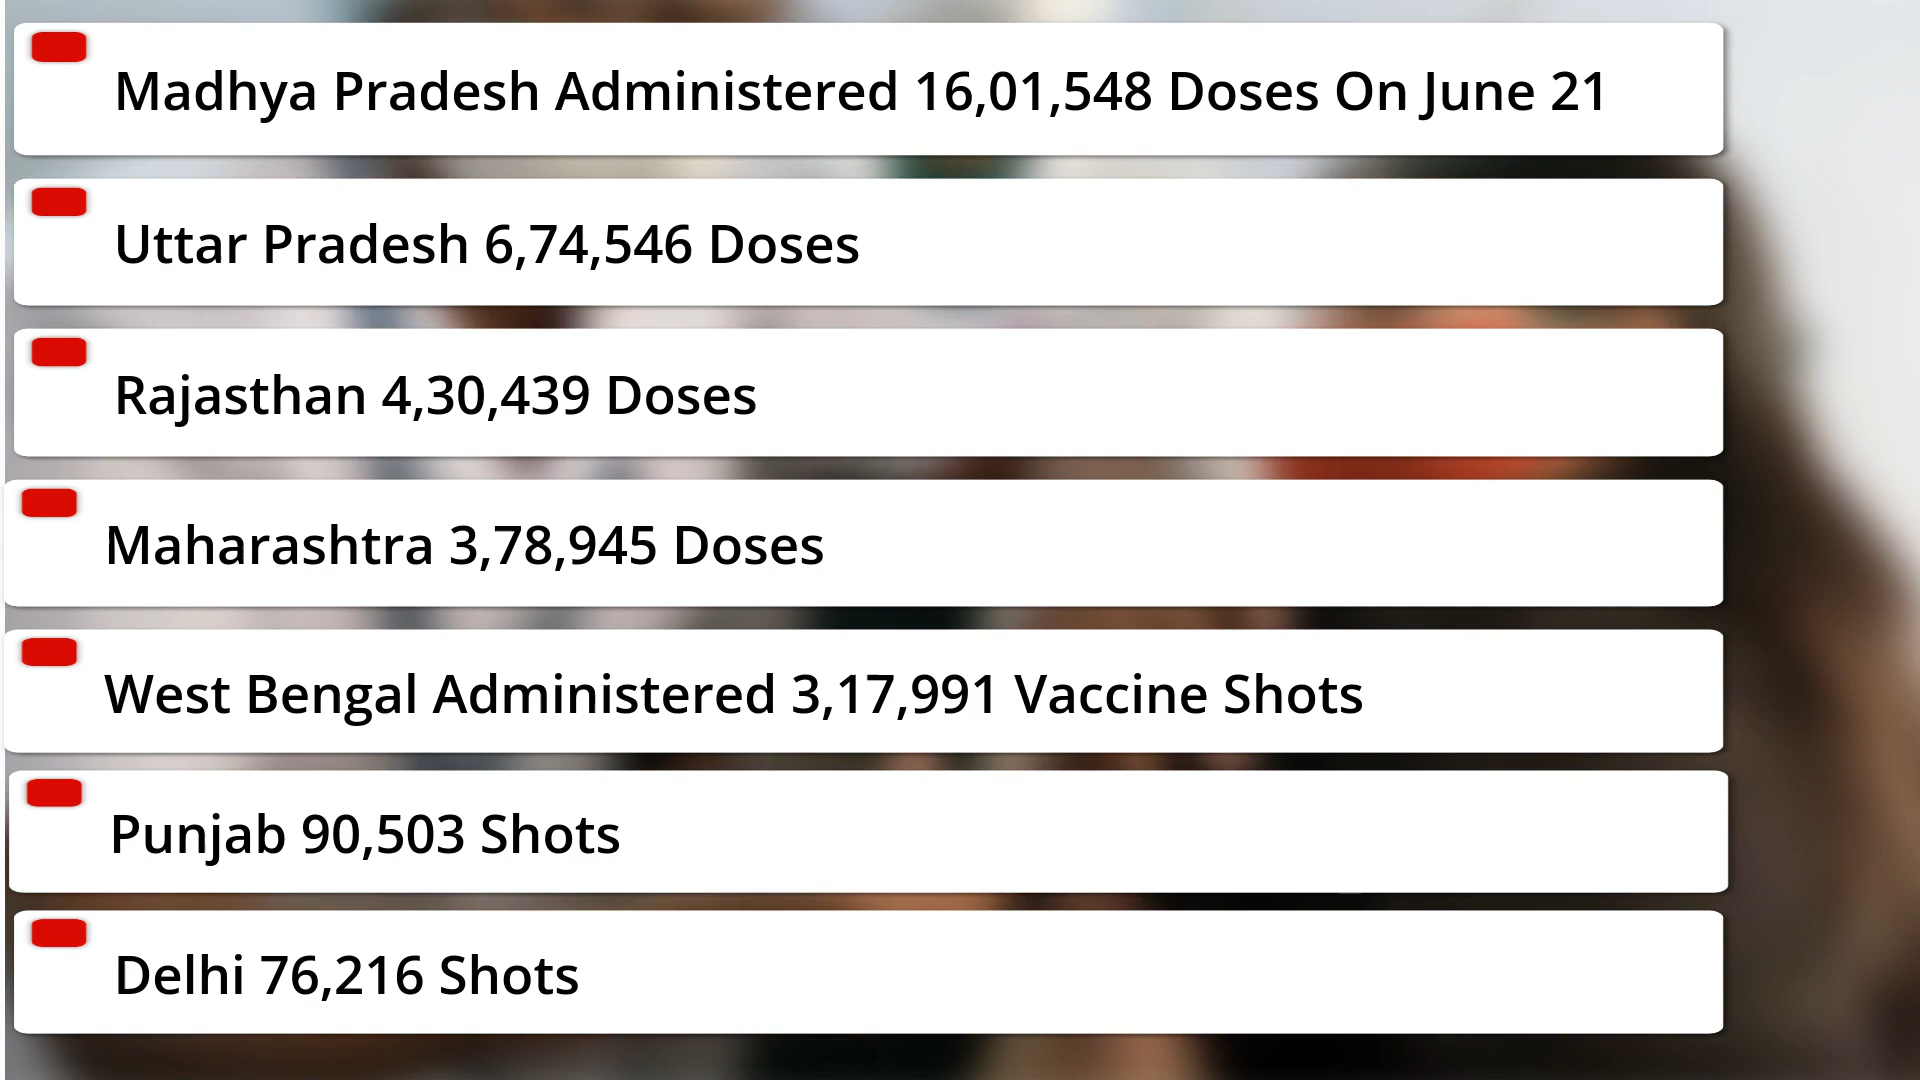 Madhya Pradesh Administered 16,01,548 Doses On June 21
Uttar Pradesh 6,74,546 Doses
Rajasthan 4,30,439 Doses
Maharashtra 3,78,945 Doses
West Bengal Administered 3,17,991 Vaccine Shots
Punjab 90,503 Shots
Delhi 76,216 Shots